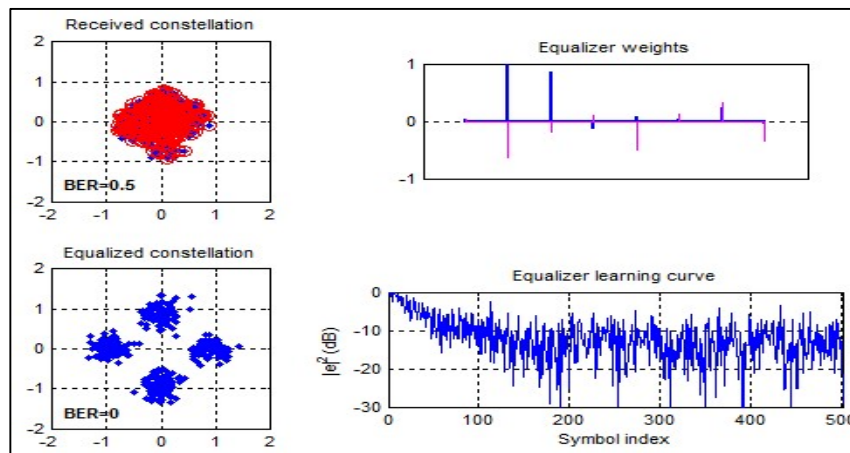 Received constellation
2
1
0
-1
-2
BER=0.5
-2 -1 0 1 2
Equalizer weights
1
0
-1
Equalized constellation
2
1
0
-1
-2
BER=0
-2 -1 0 1 2
Equalizer learning curve
|e|² (dB)
0
-10
-20
-30
0 100 200 300 400 500
Symbol index